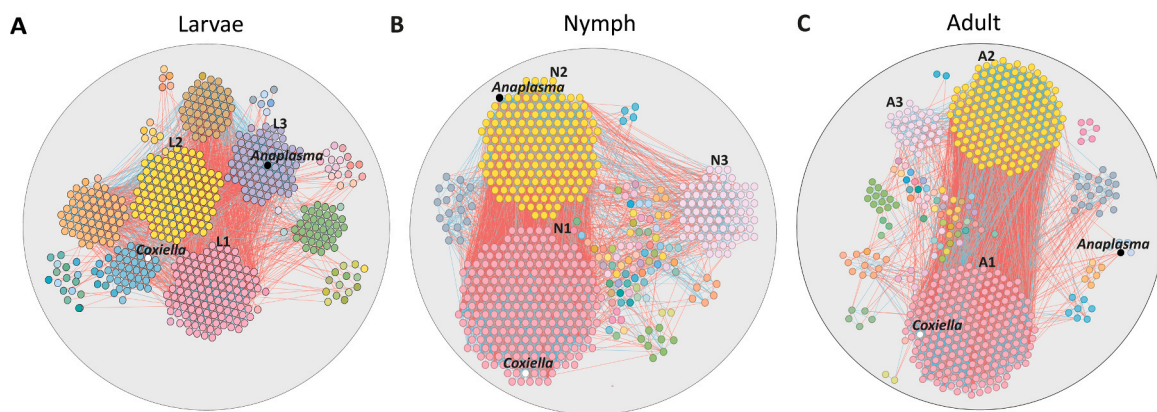 A
Larvae
L2
L3
Anaplasma
Coxiella
L1
B
Nymph
N2
Anaplasma
N3
N1
Coxiella
C
Adult
A2
A3
Anaplasma
A1
Coxiella